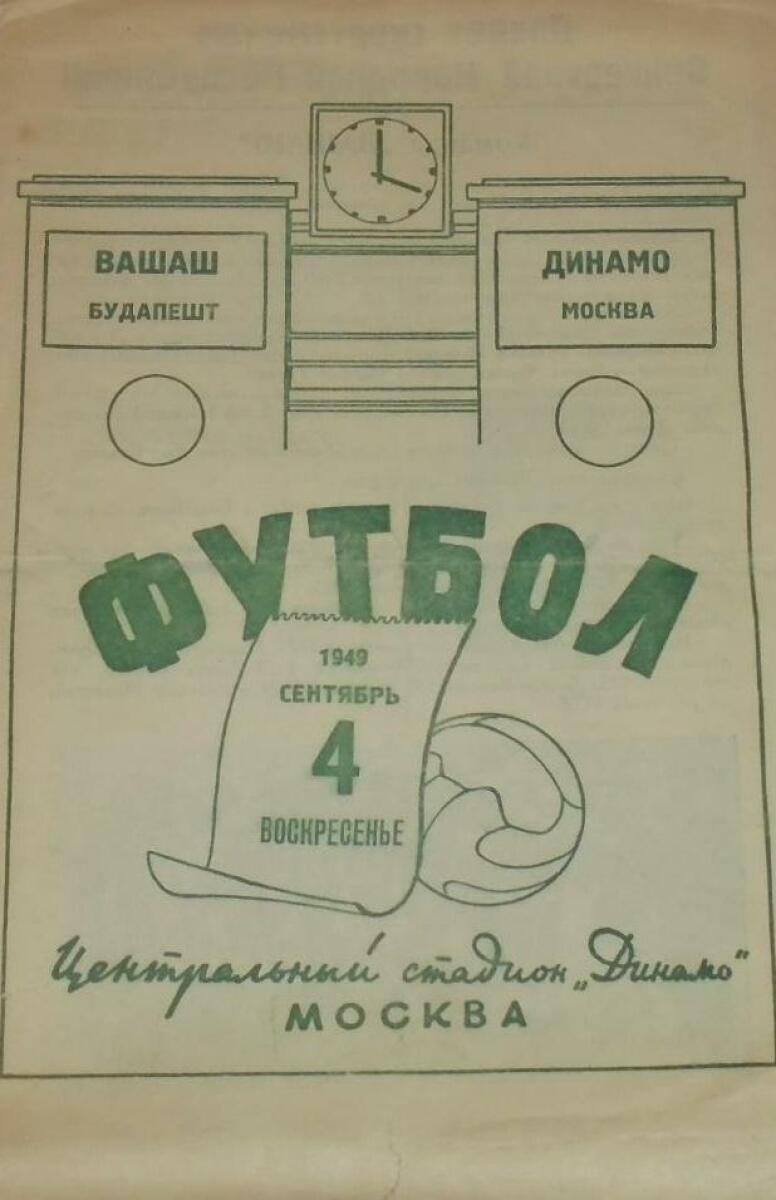 ВАШАШ
БУДАПЕШТ
ДИНАМО
МОСКВА
ФУТБОЛ
1949
СЕНТЯБРЬ
4
ВОСКРЕСЕНЬЕ
Центральный стадион „Динамо"
МОСКВА